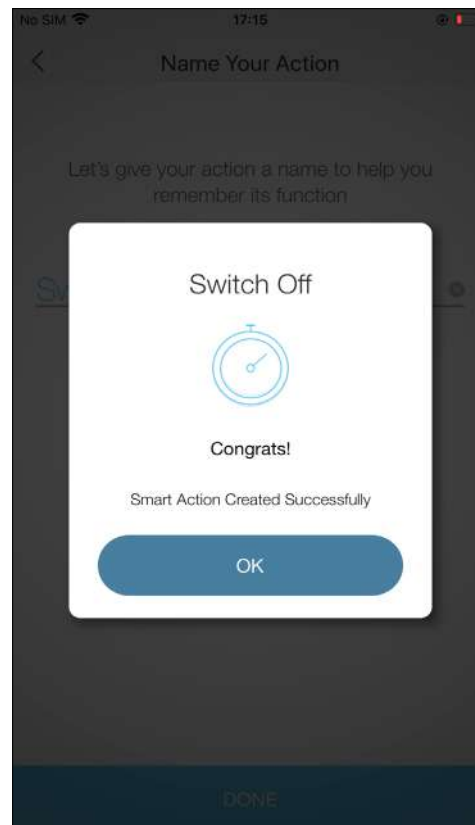 No SIM 17:15
Name Your Action
Let's give your action a name to help you
remember its function
Sw
Switch Off
Congrats!
Smart Action Created Successfully
OK
DONE